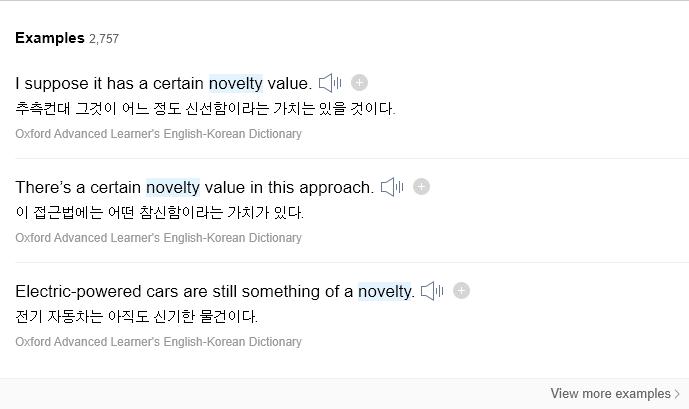 Examples 2,757
I suppose it has a certain novelty value.
추측컨대 그것이 어느 정도 신선함이라는 가치는 있을 것이다.
Oxford Advanced Learner's English-Korean Dictionary
There’s a certain novelty value in this approach.
이 접근법에는 어떤 참신함이라는 가치가 있다.
Oxford Advanced Learner's English-Korean Dictionary
Electric-powered cars are still something of a novelty.
전기 자동차는 아직도 신기한 물건이다.
Oxford Advanced Learner's English-Korean Dictionary
View more examples